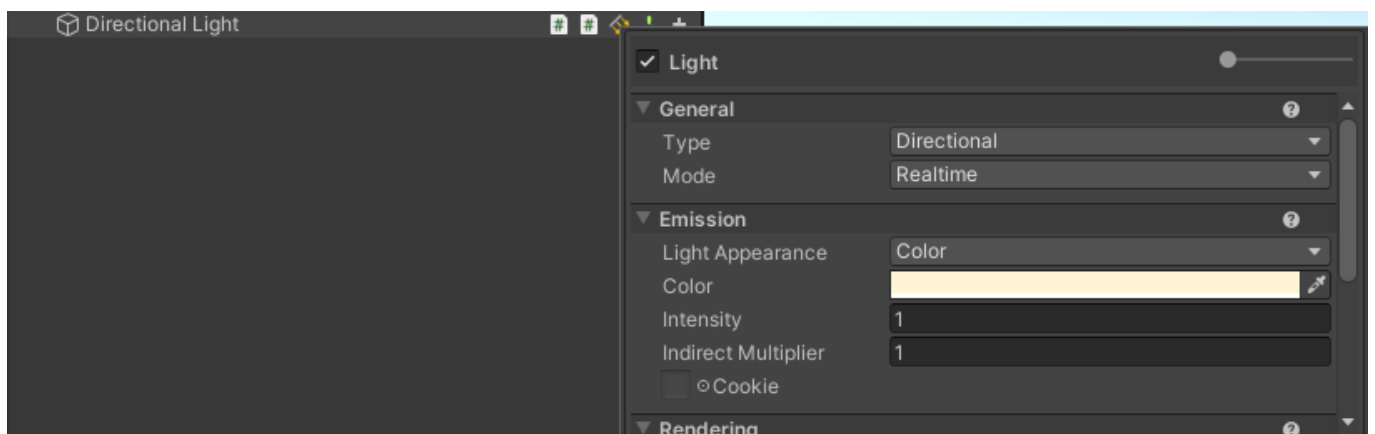 Directional Light # #
Light
General
Type Directional
Mode Realtime
Emission
Light Appearance Color
Color
Intensity 1
Indirect Multiplier 1
Cookie
Rendering